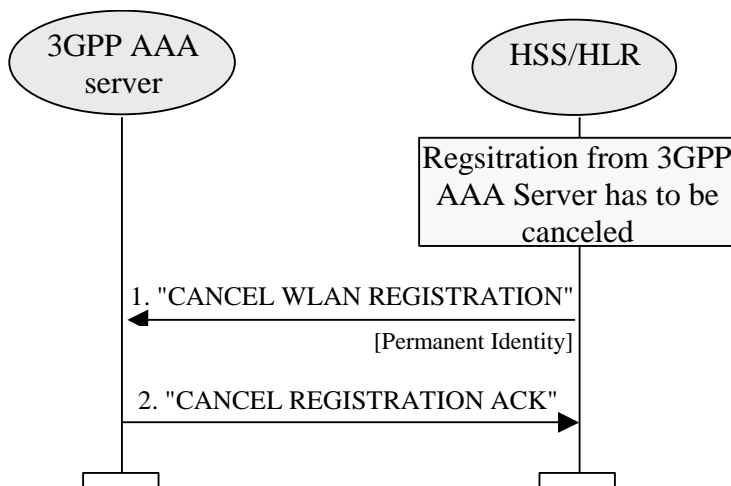 3GPP AAA
server
HSS/HLR
Regsitration from 3GPP
AAA Server has to be
canceled
1. "CANCEL WLAN REGISTRATION"
[Permanent Identity]
2. "CANCEL REGISTRATION ACK"